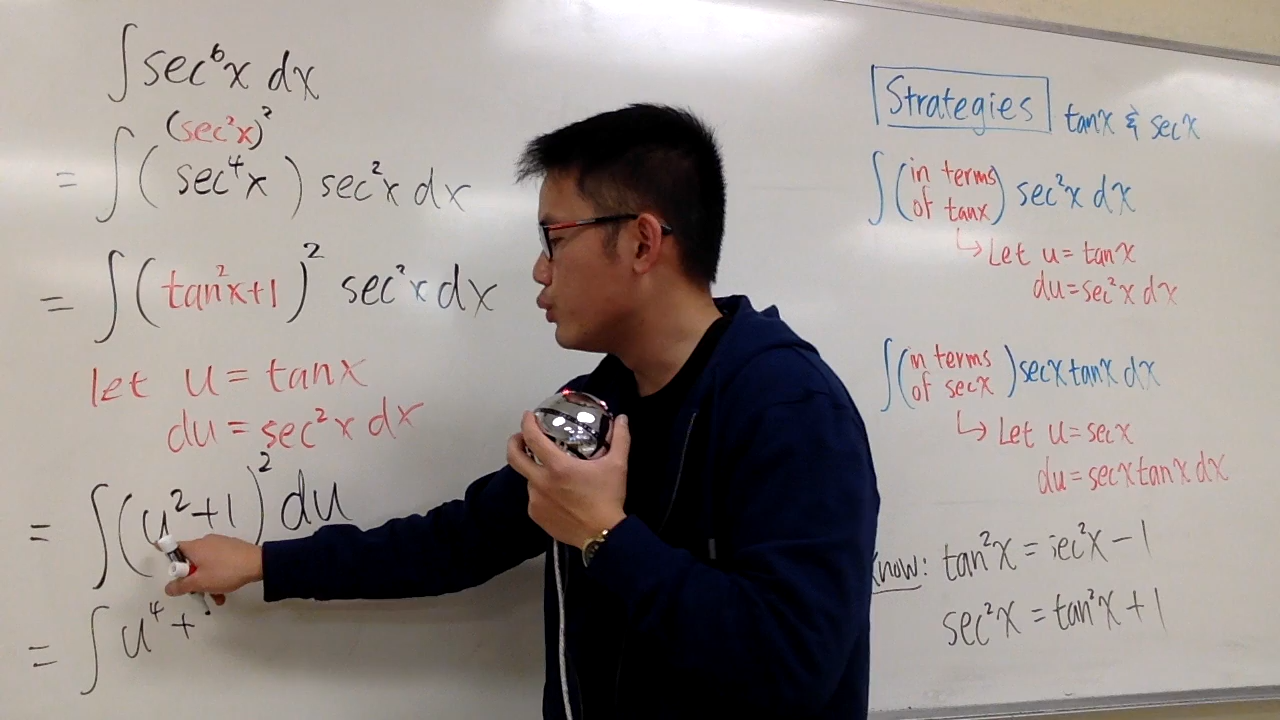 ∫ sec⁶x dx
(sec²x)²
= ∫ ( sec⁴x ) sec²x dx
= ∫ (tan²x+1)² sec²x dx
let u = tanx
du = sec²x dx
= ∫ (u²+1)² du
= ∫ u⁴ +
Strategies tanx & secx
∫ (in terms of tanx) sec²x dx
↳ Let u = tanx
du = sec²x dx
∫ (in terms of secx) secx tanx dx
↳ Let u = secx
du = secx tanx dx
Know: tan²x = sec²x − 1
sec²x = tan²x + 1